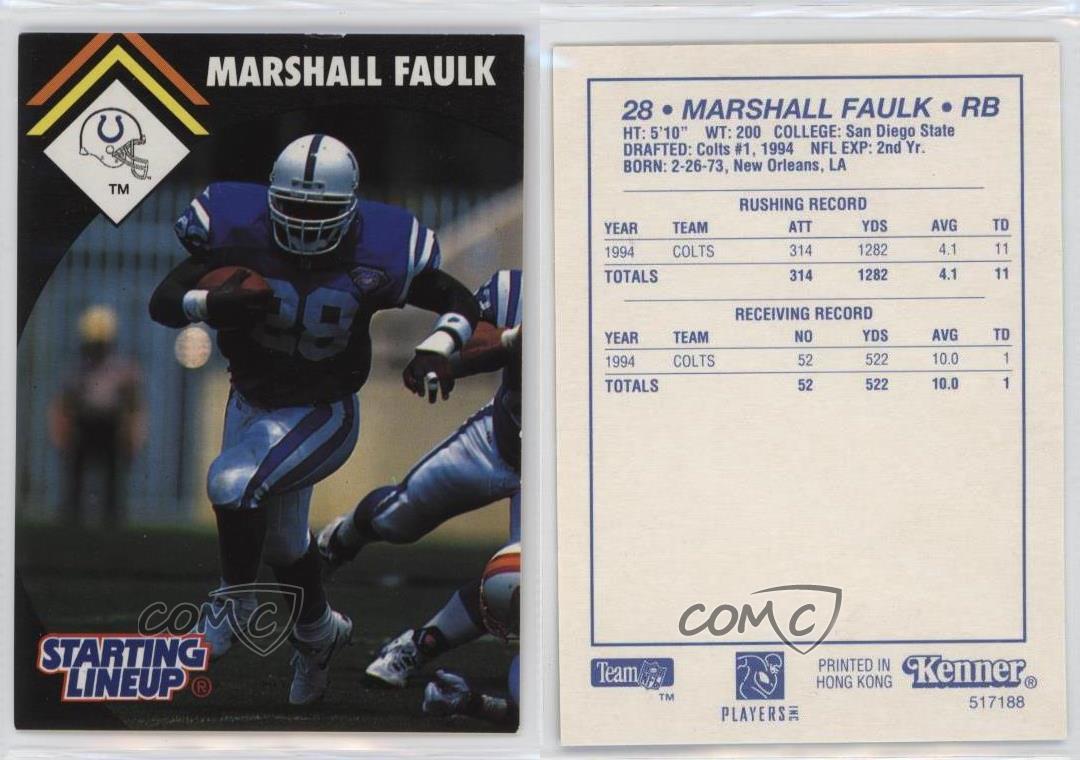 MARSHALL FAULK
TM
28
STARTING
LINEUP®
COMC
28 • MARSHALL FAULK • RB
HT: 5'10" WT: 200 COLLEGE: San Diego State
DRAFTED: Colts #1, 1994 NFL EXP: 2nd Yr.
BORN: 2-26-73, New Orleans, LA
RUSHING RECORD
YEAR TEAM ATT YDS AVG TD
1994 COLTS 314 1282 4.1 11
TOTALS 314 1282 4.1 11
RECEIVING RECORD
YEAR TEAM NO YDS AVG TD
1994 COLTS 52 522 10.0 1
TOTALS 52 522 10.0 1
COMC
Team NFL TM
PLAYERS INC
PRINTED IN
HONG KONG
Kenner®
517188